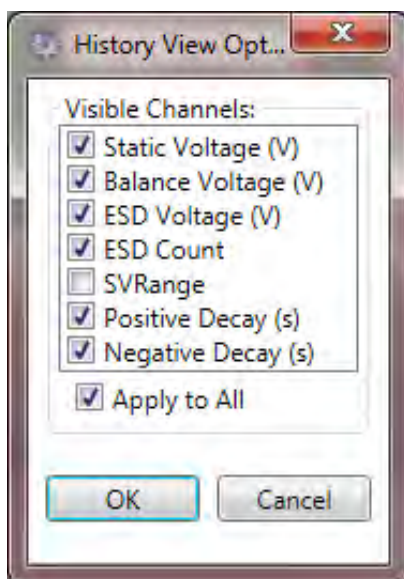 History View Opt...
Visible Channels:
Static Voltage (V)
Balance Voltage (V)
ESD Voltage (V)
ESD Count
SVRange
Positive Decay (s)
Negative Decay (s)
Apply to All
OK
Cancel